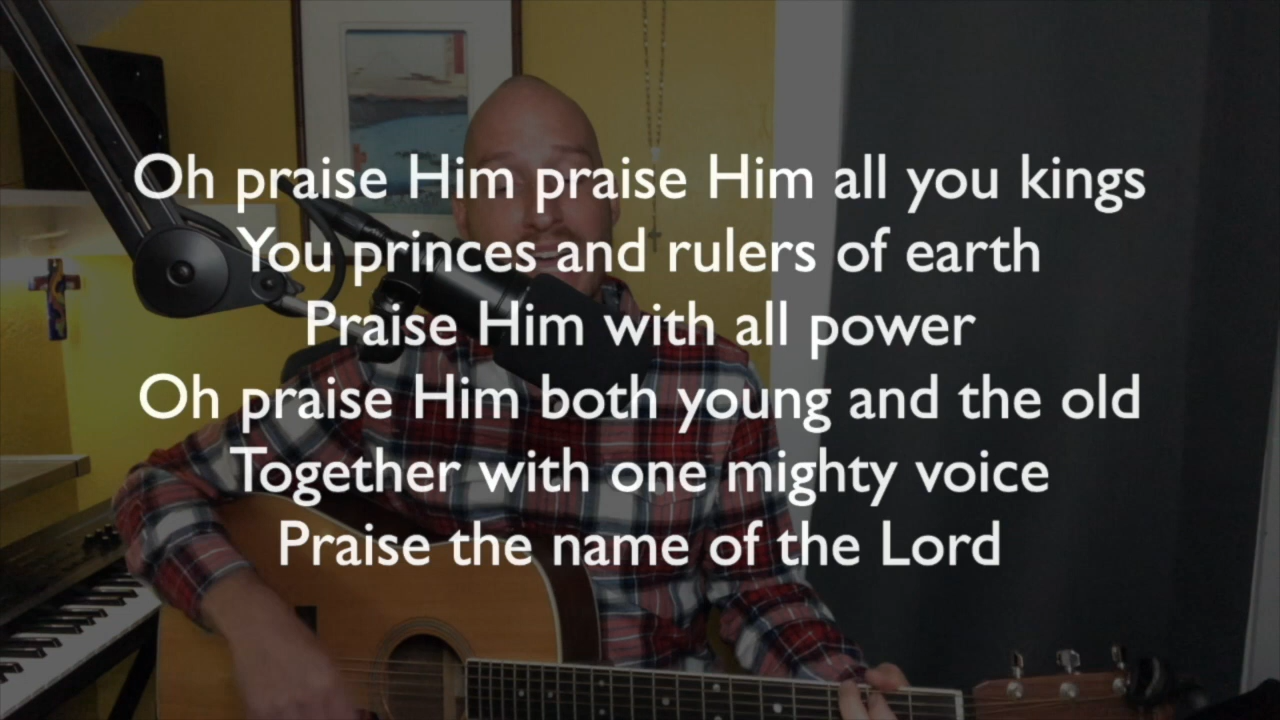 Oh praise Him praise Him all you kings
You princes and rulers of earth
Praise Him with all power
Oh praise Him both young and the old
Together with one mighty voice
Praise the name of the Lord